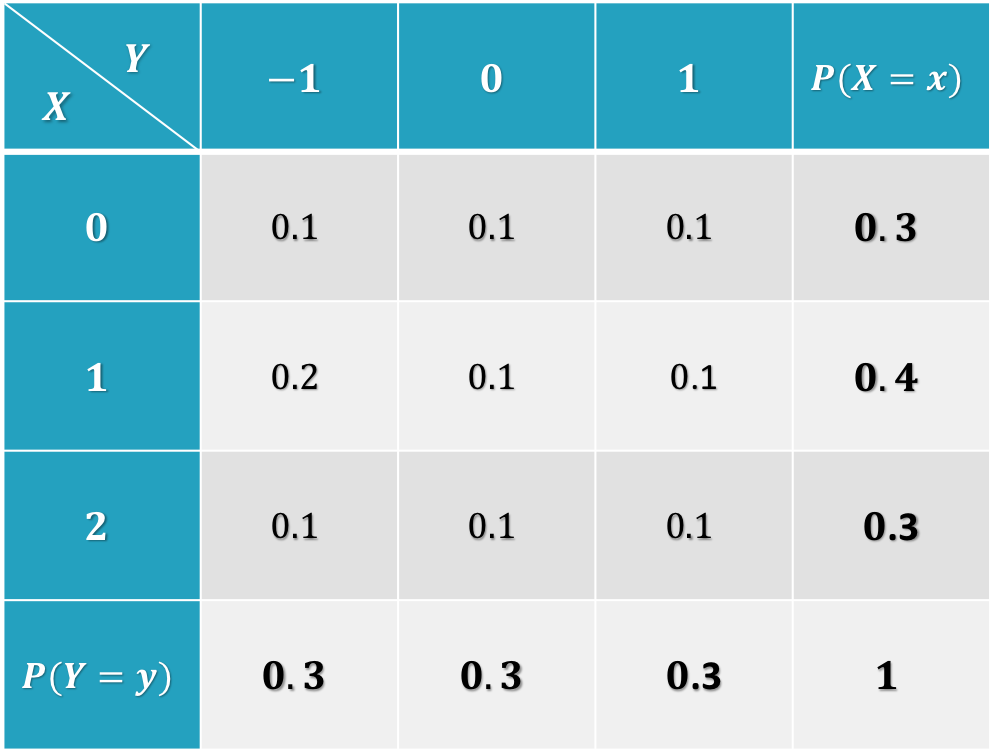 Y
X
−1 0 1 P(X = x)
0 0.1 0.1 0.1 0.3
1 0.2 0.1 0.1 0.4
2 0.1 0.1 0.1 0.3
P(Y = y) 0.3 0.3 0.3 1